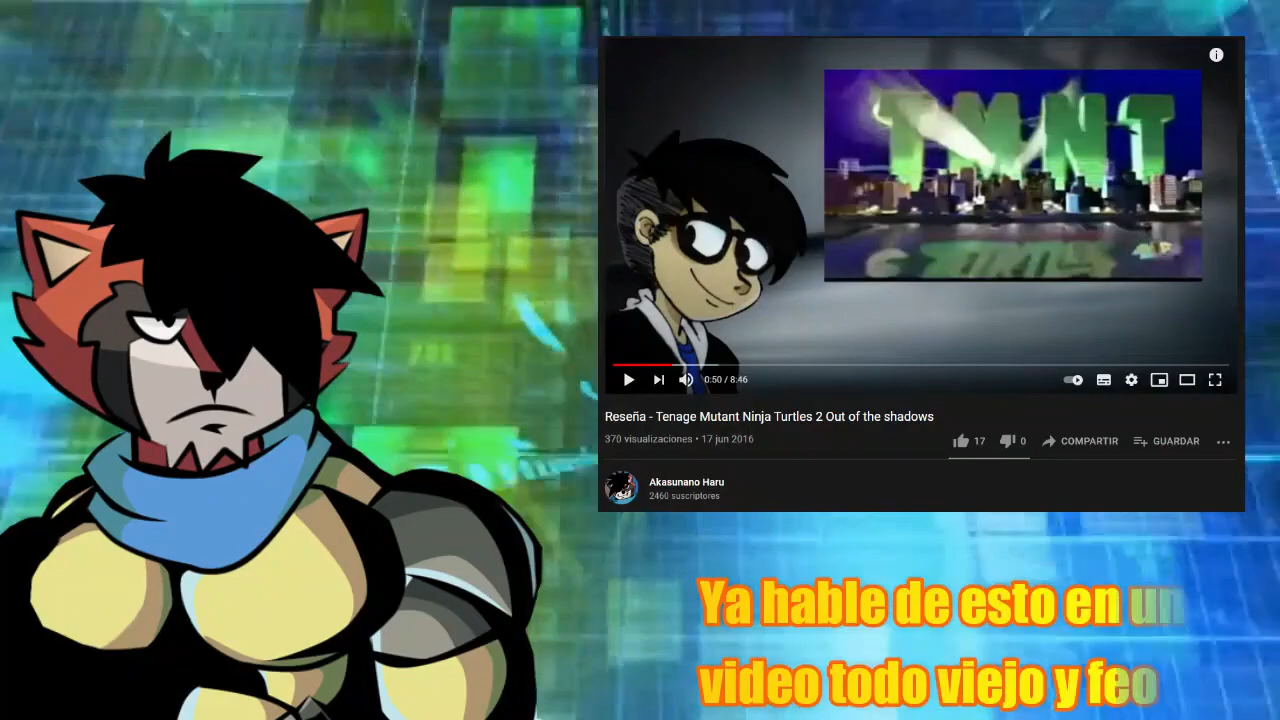 TMNT
0:50 / 8:46
Reseña - Tenage Mutant Ninja Turtles 2 Out of the shadows
370 visualizaciones • 17 jun 2016
17
0
COMPARTIR
GUARDAR
Akasunano Haru
2460 suscriptores
Ya hable de esto en un
video todo viejo y feo